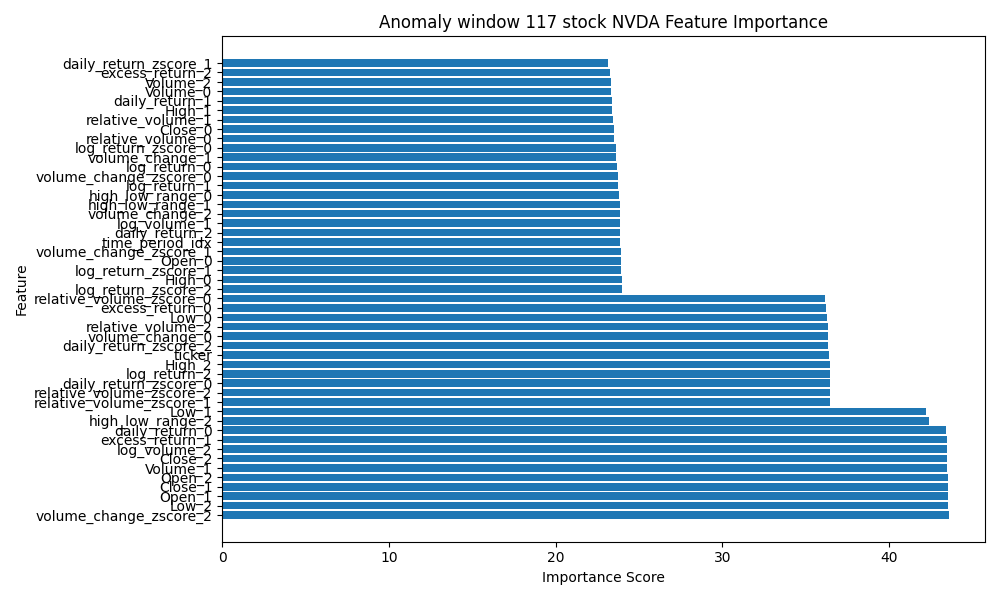 Anomaly window 117 stock NVDA Feature Importance
daily_return_zscore_1
excess_return_2
Volume_2
Volume_0
daily_return_1
High_1
relative_volume_1
Close_0
relative_volume_0
log_return_zscore_0
volume_change_1
log_return_0
volume_change_zscore_0
log_return_1
high_low_range_0
high_low_range_1
volume_change_2
log_volume_1
daily_return_2
time_period_idx
volume_change_zscore_1
Open_0
log_return_zscore_1
High_0
log_return_zscore_2
relative_volume_zscore_0
excess_return_0
Low_0
relative_volume_2
volume_change_0
daily_return_zscore_2
ticker
High_2
log_return_2
daily_return_zscore_0
relative_volume_zscore_2
relative_volume_zscore_1
Low_1
high_low_range_2
daily_return_0
excess_return_1
log_volume_2
Close_2
Volume_1
Open_2
Close_1
Open_1
Low_2
volume_change_zscore_2
Feature
0 10 20 30 40
Importance Score